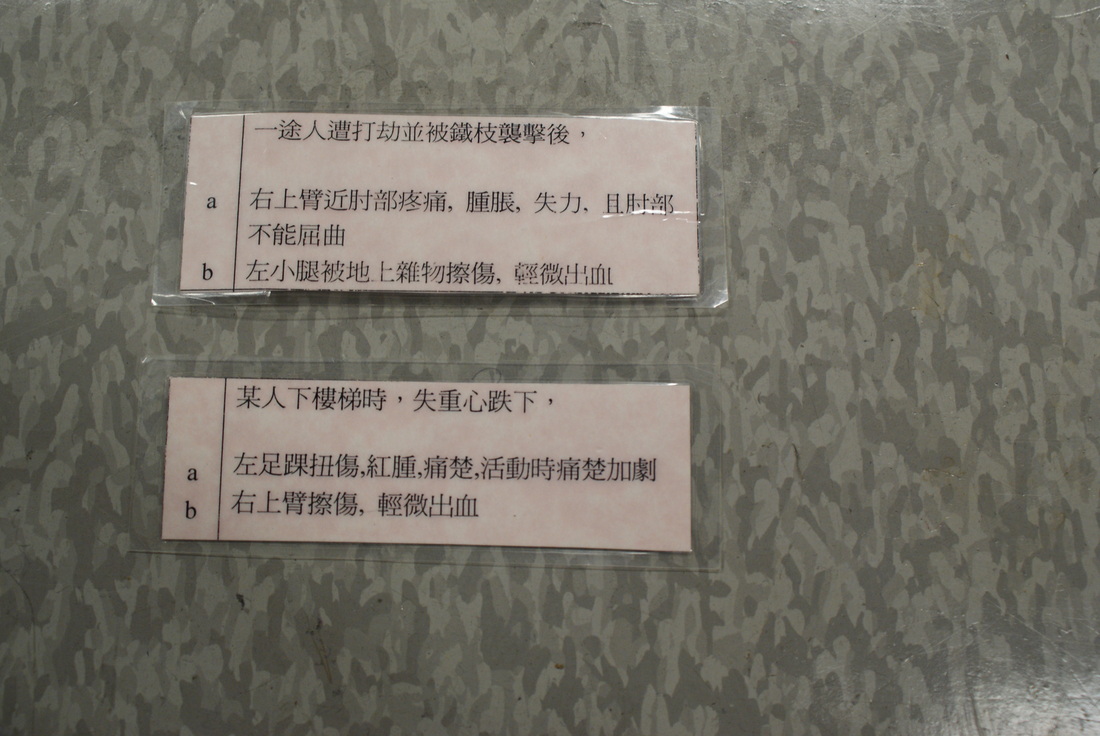 一途人遭打劫並被鐵枝襲擊後，
a 右上臂近肘部疼痛, 腫脹, 失力, 且肘部
不能屈曲
b 左小腿被地上雜物擦傷, 輕微出血
某人下樓梯時，失重心跌下，
a 左足踝扭傷,紅腫,痛楚,活動時痛楚加劇
b 右上臂擦傷, 輕微出血